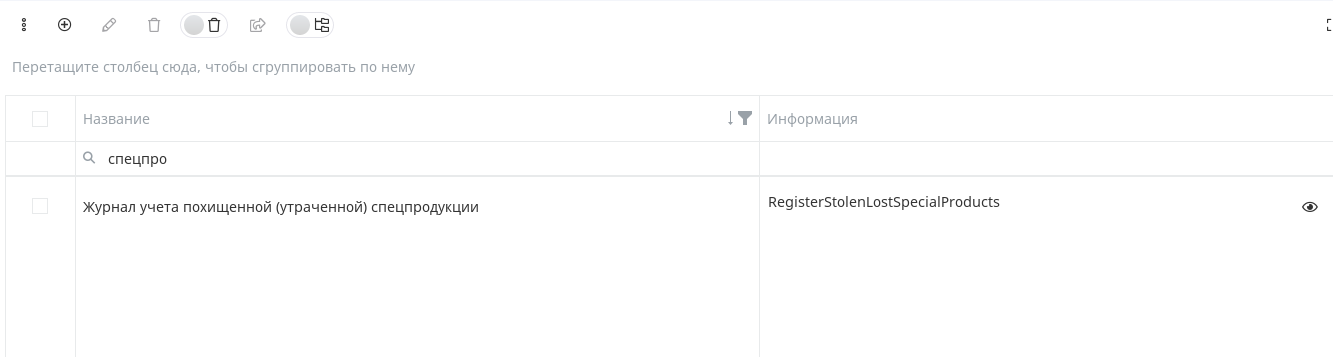 Перетащите столбец сюда, чтобы сгруппировать по нему
Название
Информация
спецпро
Журнал учета похищенной (утраченной) спецпродукции
RegisterStolenLostSpecialProducts